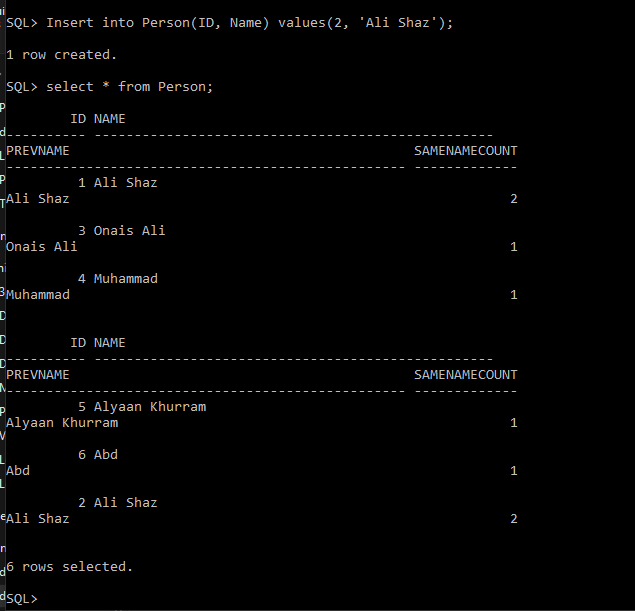 SQL> Insert into Person(ID, Name) values(2, 'Ali Shaz');
1 row created.
SQL> select * from Person;
ID NAME
---------- --------------------------------------------------
PREVNAME SAMENAMECOUNT
-------------------------------------------------- -------------
1 Ali Shaz
Ali Shaz 2
3 Onais Ali
Onais Ali 1
4 Muhammad
Muhammad 1
ID NAME
---------- --------------------------------------------------
PREVNAME SAMENAMECOUNT
-------------------------------------------------- -------------
5 Alyaan Khurram
Alyaan Khurram 1
6 Abd
Abd 1
2 Ali Shaz
Ali Shaz 2
6 rows selected.
SQL>